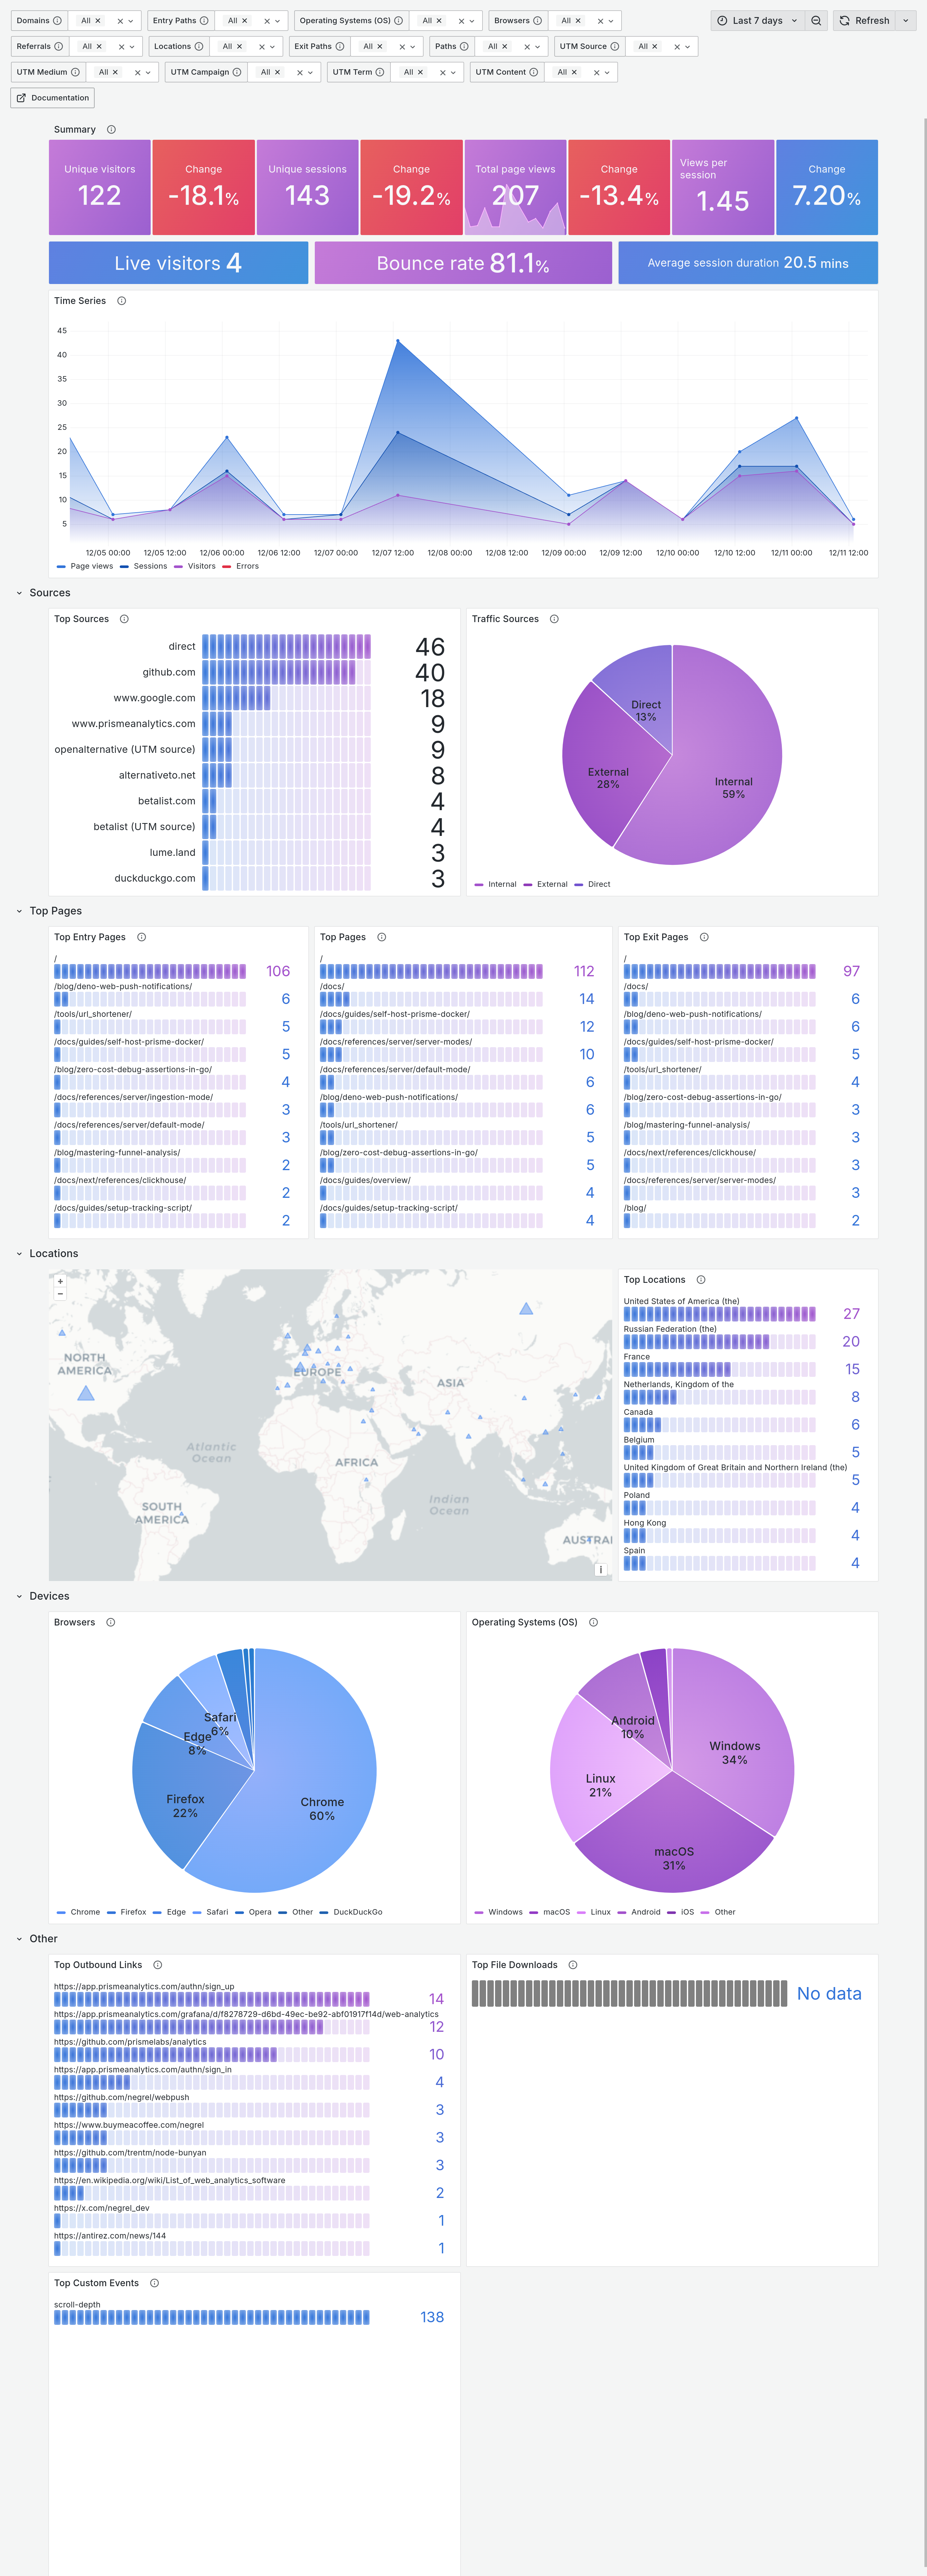 Domains All Entry Paths All Operating Systems (OS) All Browsers All Last 7 days Refresh
Referrals All Locations All Exit Paths All Paths All UTM Source All
UTM Medium All UTM Campaign All UTM Term All UTM Content All
Documentation
Summary
Unique visitors
122
Change
-18.1%
Unique sessions
143
Change
-19.2%
Total page views
207
Change
-13.4%
Views per
session
1.45
Change
7.20%
Live visitors 4
Bounce rate 81.1%
Average session duration 20.5 mins
Time Series
45
40
35
30
25
20
15
10
5
12/05 00:00 12/05 12:00 12/06 00:00 12/06 12:00 12/07 00:00 12/07 12:00 12/08 00:00 12/08 12:00 12/09 00:00 12/09 12:00 12/10 00:00 12/10 12:00 12/11 00:00 12/11 12:00
Page views Sessions Visitors Errors
Sources
Top Sources
direct 46
github.com 40
www.google.com 18
www.prismeanalytics.com 9
openalternative (UTM source) 9
alternativeto.net 8
betalist.com 4
betalist (UTM source) 4
lume.land 3
duckduckgo.com 3
Traffic Sources
Direct
13%
External
28%
Internal
59%
Internal External Direct
Top Pages
Top Entry Pages
/
106
/blog/deno-web-push-notifications/
6
/tools/url_shortener/
5
/docs/guides/self-host-prisme-docker/
5
/blog/zero-cost-debug-assertions-in-go/
4
/docs/references/server/ingestion-mode/
3
/docs/references/server/default-mode/
3
/blog/mastering-funnel-analysis/
2
/docs/next/references/clickhouse/
2
/docs/guides/setup-tracking-script/
2
Top Pages
/
112
/docs/
14
/docs/guides/self-host-prisme-docker/
12
/docs/references/server/server-modes/
10
/docs/references/server/default-mode/
6
/blog/deno-web-push-notifications/
6
/tools/url_shortener/
5
/blog/zero-cost-debug-assertions-in-go/
5
/docs/guides/overview/
4
/docs/guides/setup-tracking-script/
4
Top Exit Pages
/
97
/docs/
6
/blog/deno-web-push-notifications/
6
/docs/guides/self-host-prisme-docker/
5
/tools/url_shortener/
4
/blog/zero-cost-debug-assertions-in-go/
3
/blog/mastering-funnel-analysis/
3
/docs/next/references/clickhouse/
3
/docs/references/server/server-modes/
3
/blog/
2
Locations
+
−
NORTH
AMERICA
EUROPE
ASIA
Atlantic
Ocean
AFRICA
Indian
Ocean
SOUTH
AMERICA
AUSTRAL
i
Top Locations
United States of America (the)
27
Russian Federation (the)
20
France
15
Netherlands, Kingdom of the
8
Canada
6
Belgium
5
United Kingdom of Great Britain and Northern Ireland (the)
5
Poland
4
Hong Kong
4
Spain
4
Devices
Browsers
Safari
6%
Edge
8%
Firefox
22%
Chrome
60%
Chrome Firefox Edge Safari Opera Other DuckDuckGo
Operating Systems (OS)
Android
10%
Windows
34%
Linux
21%
macOS
31%
Windows macOS Linux Android iOS Other
Other
Top Outbound Links
https://app.prismeanalytics.com/authn/sign_up
14
https://app.prismeanalytics.com/grafana/d/f8278729-d6bd-49ec-be92-abf01917f14d/web-analytics
12
https://github.com/prismelabs/analytics
10
https://app.prismeanalytics.com/authn/sign_in
4
https://github.com/negrel/webpush
3
https://www.buymeacoffee.com/negrel
3
https://github.com/trentm/node-bunyan
3
https://en.wikipedia.org/wiki/List_of_web_analytics_software
2
https://x.com/negrel_dev
1
https://antirez.com/news/144
1
Top File Downloads
No data
Top Custom Events
scroll-depth
138